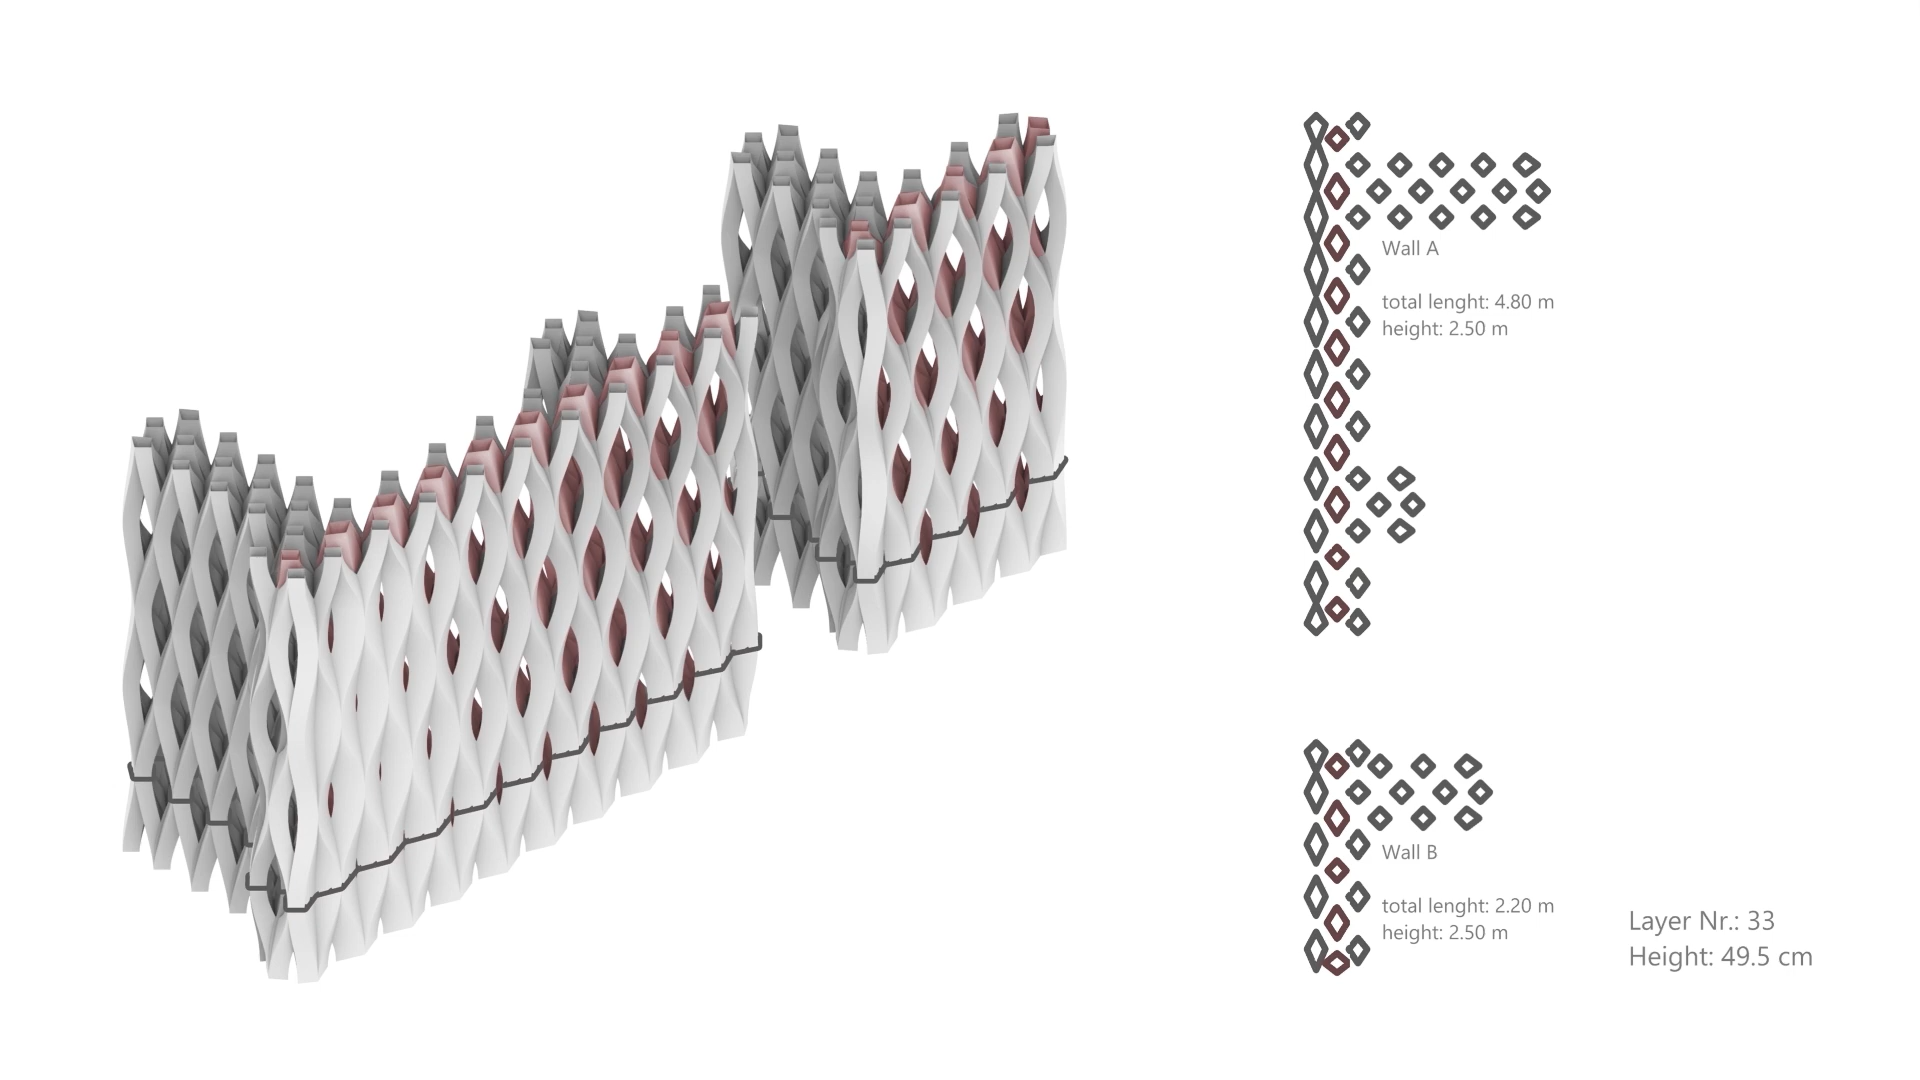 Wall A
total lenght: 4.80 m
height: 2.50 m
Wall B
total lenght: 2.20 m
height: 2.50 m
Layer Nr.: 33
Height: 49.5 cm